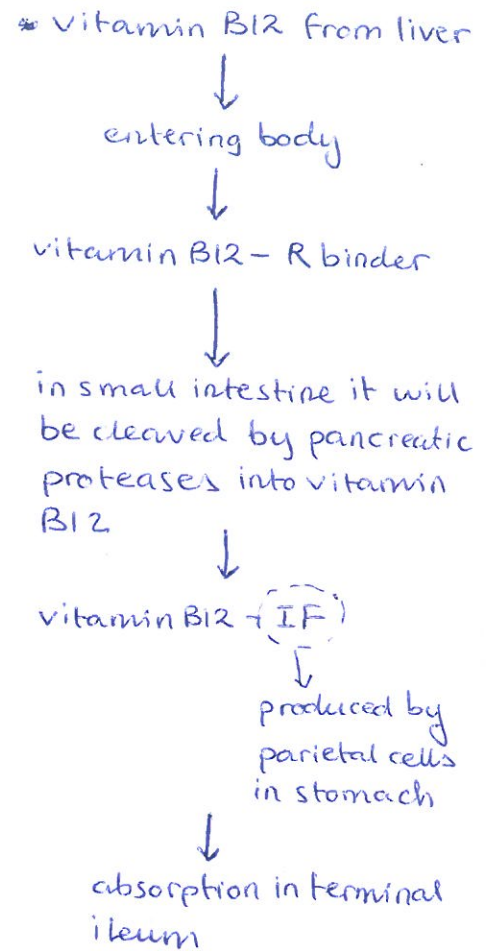 * vitamin B12 from liver
entering body
vitamin B12 – R binder
in small intestine it will
be cleaved by pancreatic
proteases into vitamin
B12
vitamin B12 + IF
produced by
parietal cells
in stomach
absorption in terminal
ileum